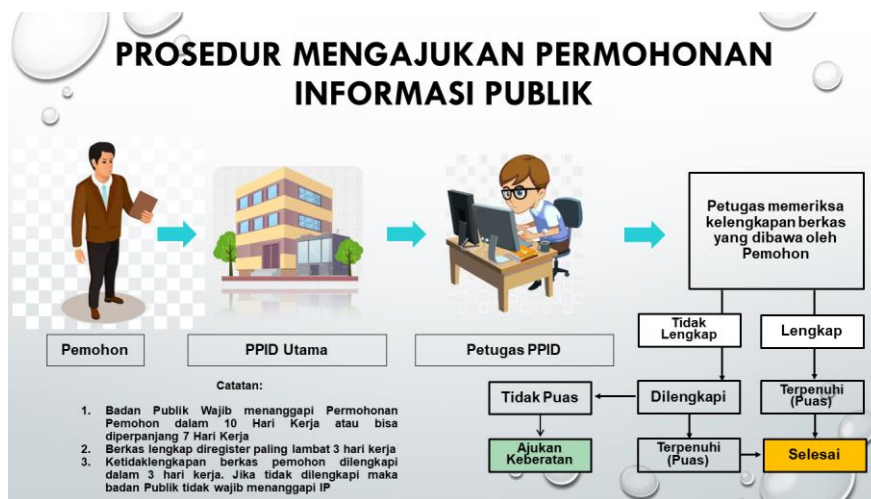 PROSEDUR MENGAJUKAN PERMOHONAN
INFORMASI PUBLIK
Petugas memeriksa
kelengkapan berkas
yang dibawa oleh
Pemohon
Tidak
Lengkap
Lengkap
Pemohon
PPID Utama
Petugas PPID
Tidak Puas
Dilengkapi
Terpenuhi
(Puas)
Ajukan
Keberatan
Terpenuhi
(Puas)
Selesai
Catatan:
1. Badan Publik Wajib menanggapi Permohonan
Pemohon dalam 10 Hari Kerja atau bisa
diperpanjang 7 Hari Kerja
2. Berkas lengkap diregister paling lambat 3 hari kerja
3. Ketidaklengkapan berkas pemohon dilengkapi
dalam 3 hari kerja. Jika tidak dilengkapi maka
badan Publik tidak wajib menanggapi IP